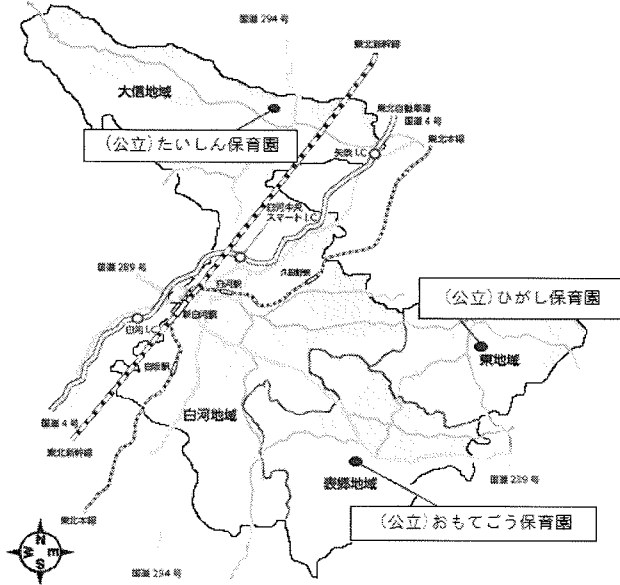 国道 294 号
東北新幹線
大信地域
東北自動車道
国道 4 号
東北本線
(公立)たいしん保育園
矢吹 I.C
白河中央
スマート I.C
国道 289 号
久田野駅
白河駅
(公立)ひがし保育園
新白河駅
白河 I.C
東地域
白坂駅
白河地域
国道 4 号
東北新幹線
表郷地域
国道 289 号
東北本線
(公立)おもてごう保育園
国道 294 号
N
W
E
S